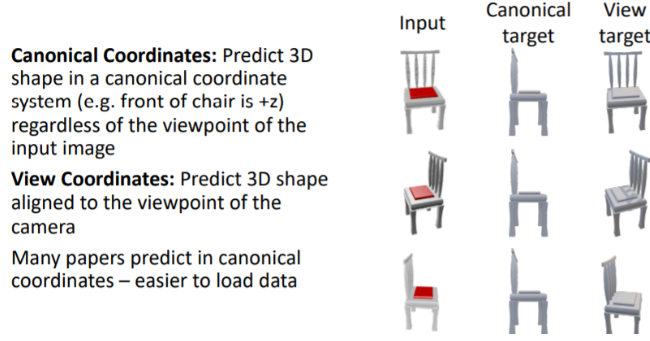 Input
Canonical
target
View
target
Canonical Coordinates: Predict 3D
shape in a canonical coordinate
system (e.g. front of chair is +z)
regardless of the viewpoint of the
input image
View Coordinates: Predict 3D shape
aligned to the viewpoint of the
camera
Many papers predict in canonical
coordinates – easier to load data